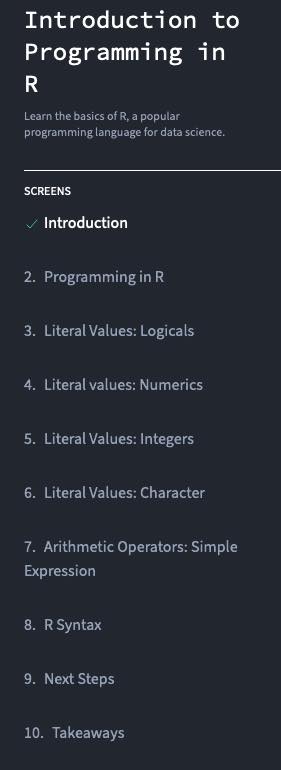 Introduction to
Programming in
R
Learn the basics of R, a popular
programming language for data science.
SCREENS
✓ Introduction
2. Programming in R
3. Literal Values: Logicals
4. Literal values: Numerics
5. Literal Values: Integers
6. Literal Values: Character
7. Arithmetic Operators: Simple
Expression
8. R Syntax
9. Next Steps
10. Takeaways